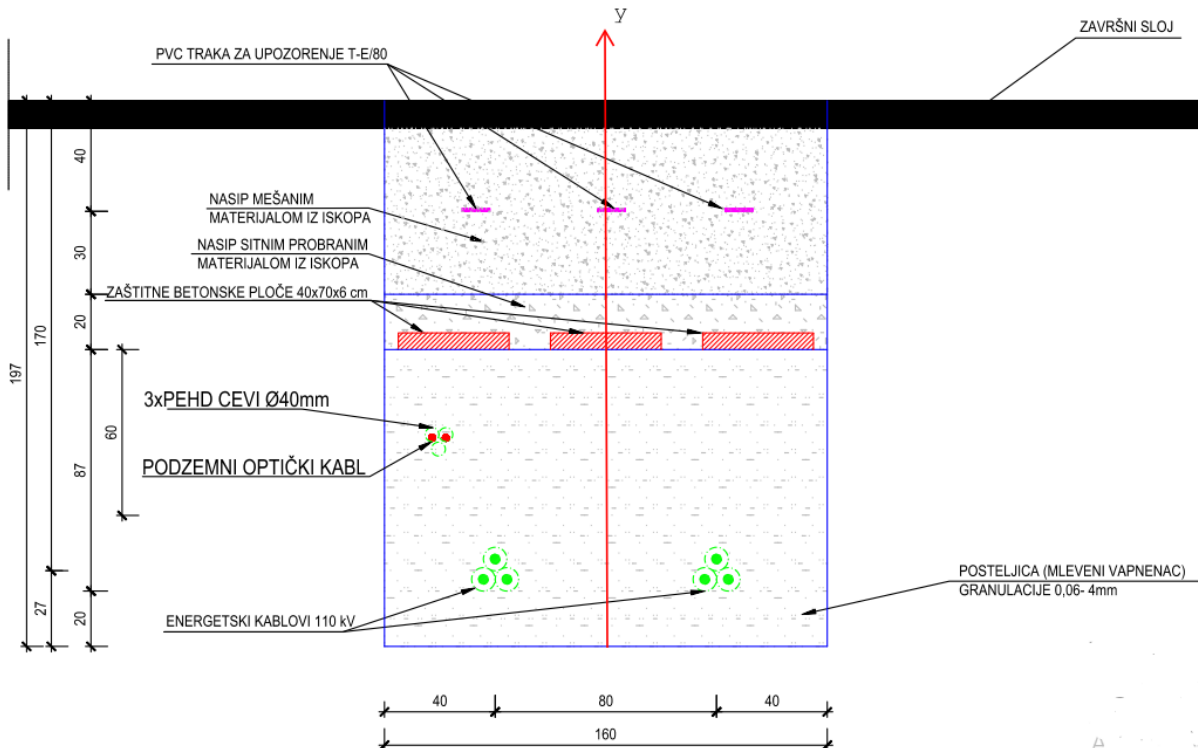 y
ZAVRŠNI SLOJ
PVC TRAKA ZA UPOZORENJE T-E/80
40
NASIP MEŠANIM
MATERIJALOM IZ ISKOPA
30
NASIP SITNIM PROBRANIM
MATERIJALOM IZ ISKOPA
ZAŠTITNE BETONSKE PLOČE 40x70x6 cm
20
170
197
3xPEHD CEVI Ø40mm
60
87
PODZEMNI OPTIČKI KABL
POSTELJICA (MLEVENI VAPNENAC)
GRANULACIJE 0,06- 4mm
27
20
ENERGETSKI KABLOVI 110 kV
40
80
40
160